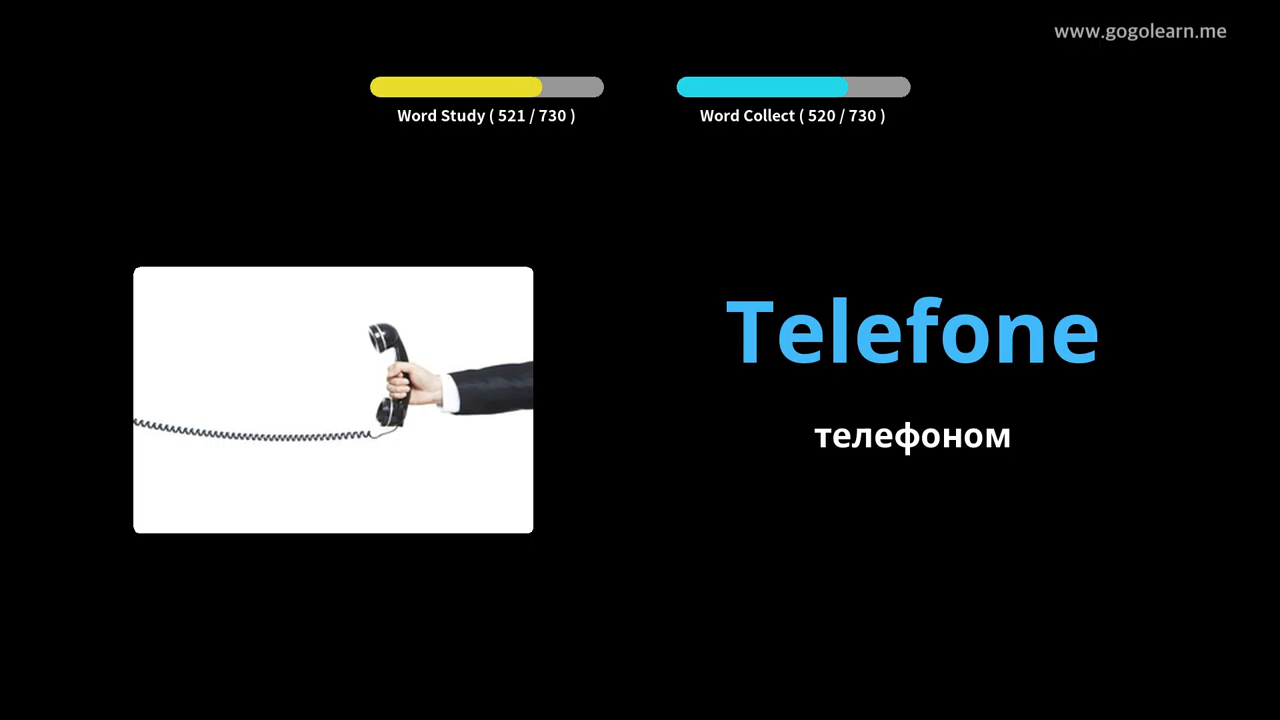 www.gogolearn.me
Word Study ( 521 / 730 )
Word Collect ( 520 / 730 )
Telefone
телефоном